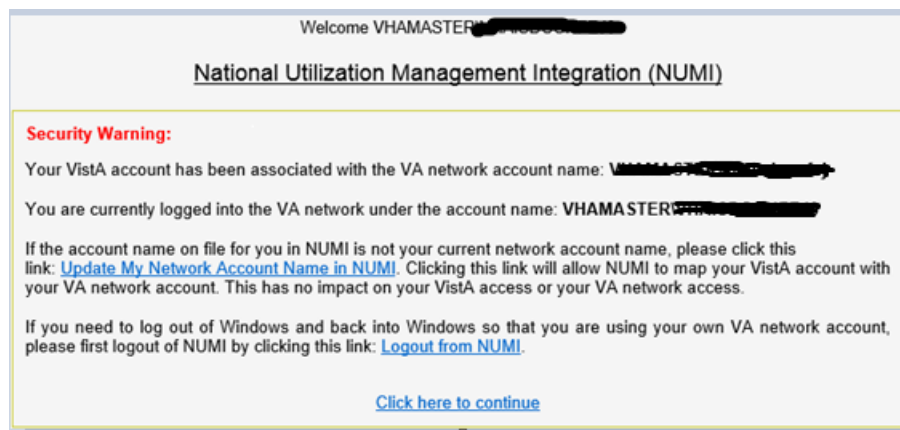 Welcome VHAMASTER
National Utilization Management Integration (NUMI)
Security Warning:
Your VistA account has been associated with the VA network account name:
You are currently logged into the VA network under the account name: VHAMASTER
If the account name on file for you in NUMI is not your current network account name, please click this
link: Update My Network Account Name in NUMI. Clicking this link will allow NUMI to map your VistA account with
your VA network account. This has no impact on your VistA access or your VA network access.
If you need to log out of Windows and back into Windows so that you are using your own VA network account,
please first logout of NUMI by clicking this link: Logout from NUMI.
Click here to continue